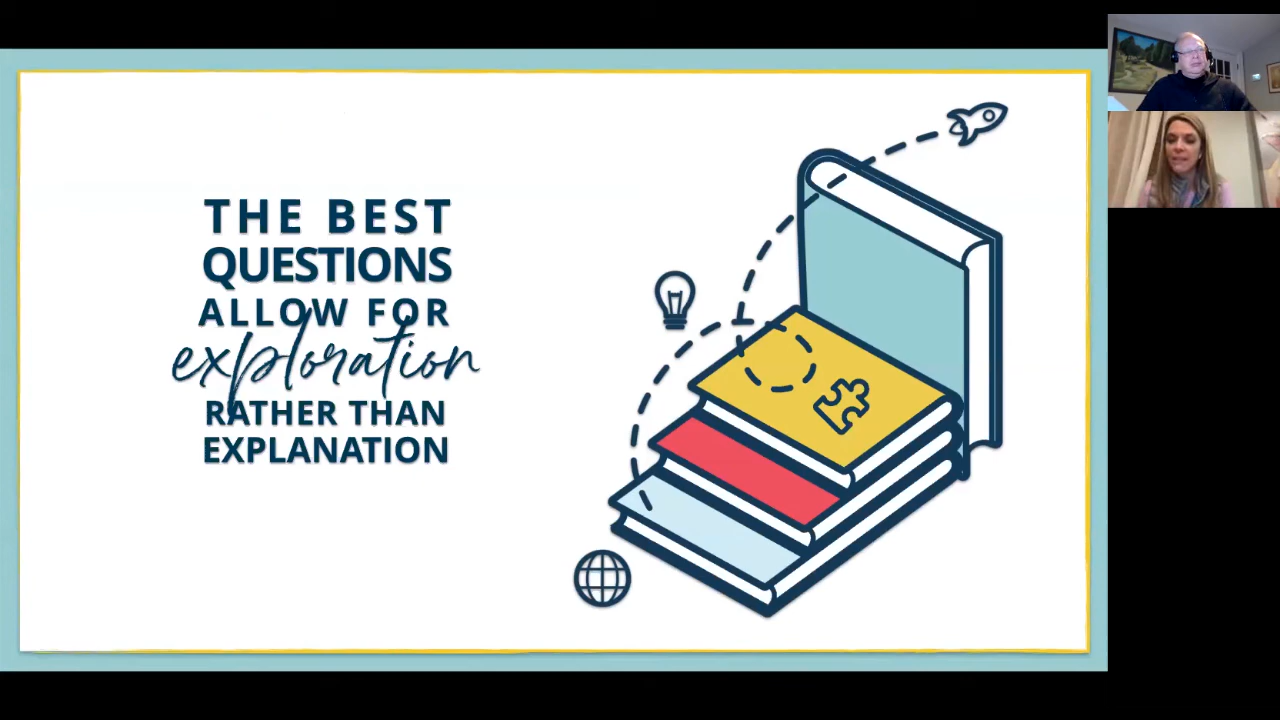 THE BEST
QUESTIONS
ALLOW FOR
exploration
RATHER THAN
EXPLANATION